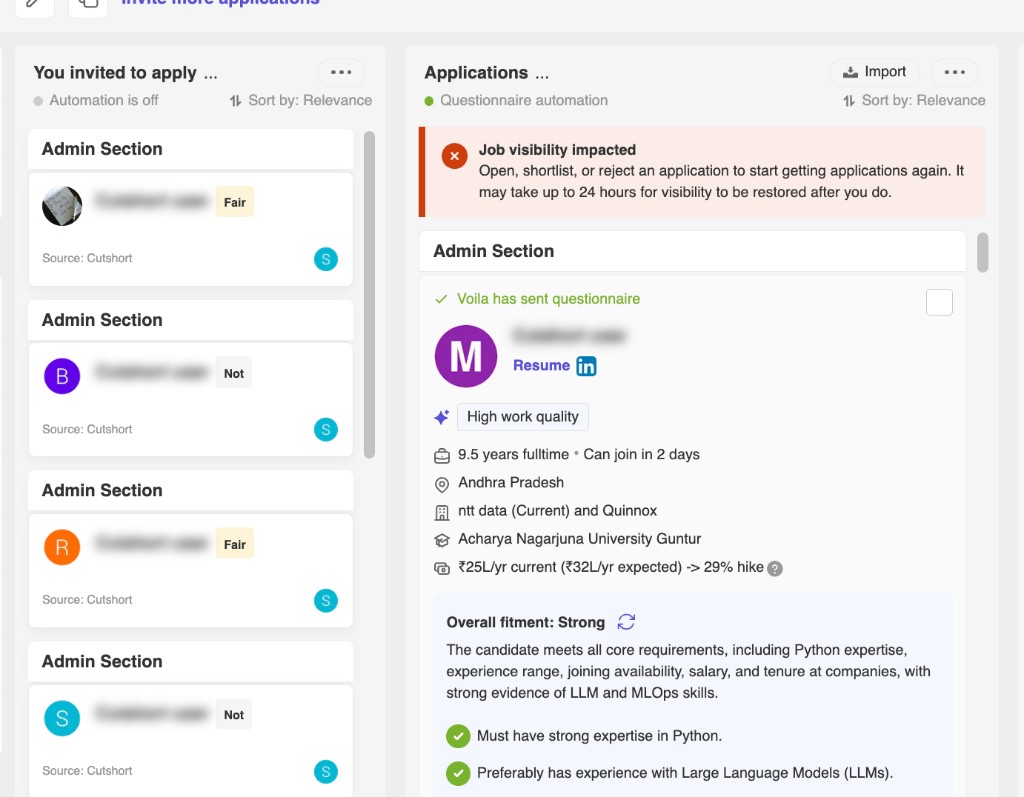 Invite more applications
You invited to apply ...
Automation is off
Sort by: Relevance
Admin Section
Fair
Source: Cutshort
S
Admin Section
B
Not
Source: Cutshort
S
Admin Section
R
Fair
Source: Cutshort
S
Admin Section
S
Not
Source: Cutshort
S
Applications ...
Import
Questionnaire automation
Sort by: Relevance
Job visibility impacted
Open, shortlist, or reject an application to start getting applications again. It
may take up to 24 hours for visibility to be restored after you do.
Admin Section
Voila has sent questionnaire
M
Resume in
High work quality
9.5 years fulltime • Can join in 2 days
Andhra Pradesh
ntt data (Current) and Quinnox
Acharya Nagarjuna University Guntur
₹25L/yr current (₹32L/yr expected) -> 29% hike ?
Overall fitment: Strong
The candidate meets all core requirements, including Python expertise,
experience range, joining availability, salary, and tenure at companies, with
strong evidence of LLM and MLOps skills.
Must have strong expertise in Python.
Preferably has experience with Large Language Models (LLMs).